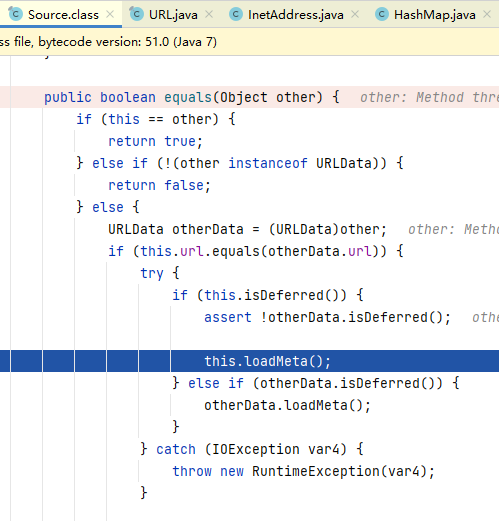 Source.class URL.java InetAddress.java HashMap.java
ss file, bytecode version: 51.0 (Java 7)
public boolean equals(Object other) { other: Method thre
if (this == other) {
return true;
} else if (!(other instanceof URLData)) {
return false;
} else {
URLData otherData = (URLData)other; other: Metho
if (this.url.equals(otherData.url)) {
try {
if (this.isDeferred()) {
assert !otherData.isDeferred(); othe
this.loadMeta();
} else if (otherData.isDeferred()) {
otherData.loadMeta();
}
} catch (IOException var4) {
throw new RuntimeException(var4);
}